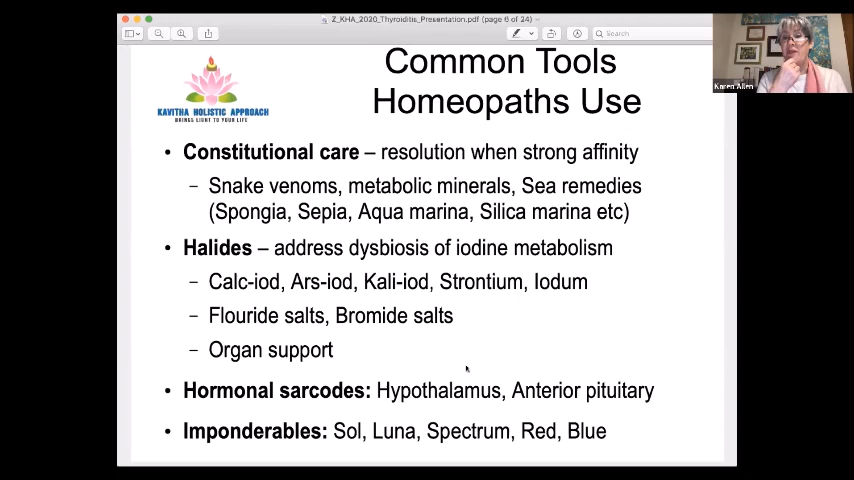 Z_KHA_2020_Thyroiditis_Presentation.pdf (page 6 of 24)
Search
Karen Allen
Common Tools
Homeopaths Use
KAVITHA HOLISTIC APPROACH
BRINGS LIGHT TO YOUR LIFE
• Constitutional care – resolution when strong affinity
– Snake venoms, metabolic minerals, Sea remedies
(Spongia, Sepia, Aqua marina, Silica marina etc)
• Halides – address dysbiosis of iodine metabolism
– Calc-iod, Ars-iod, Kali-iod, Strontium, Iodum
– Flouride salts, Bromide salts
– Organ support
• Hormonal sarcodes: Hypothalamus, Anterior pituitary
• Imponderables: Sol, Luna, Spectrum, Red, Blue